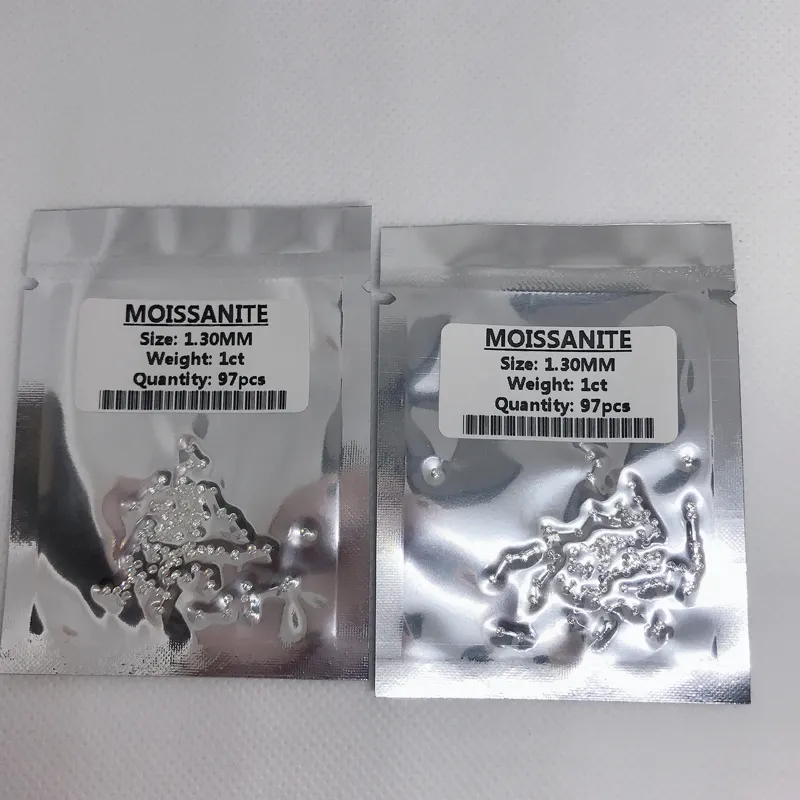 MOISSANITE
Size: 1.30MM
Weight: 1ct
Quantity: 97pcs
MOISSANITE
Size: 1.30MM
Weight: 1ct
Quantity: 97pcs